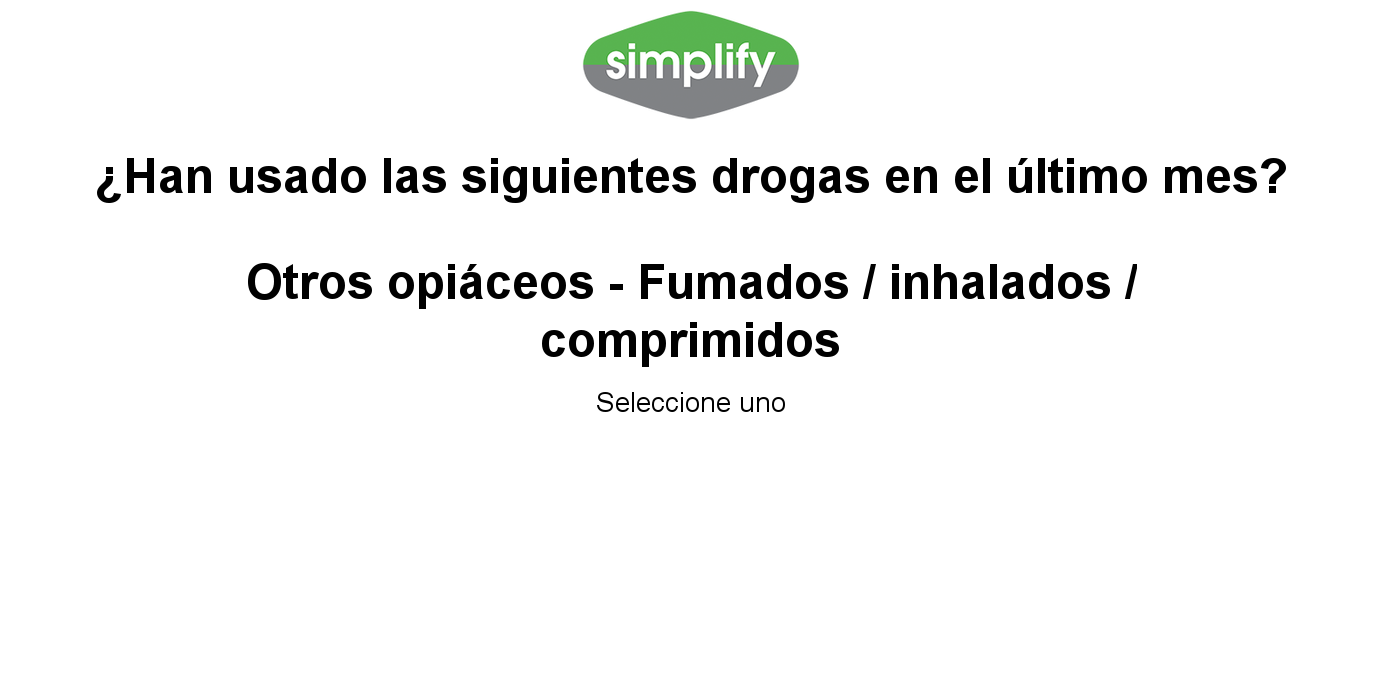 simplify
¿Han usado las siguientes drogas en el último mes?
Otros opiáceos - Fumados / inhalados /
comprimidos
Seleccione uno